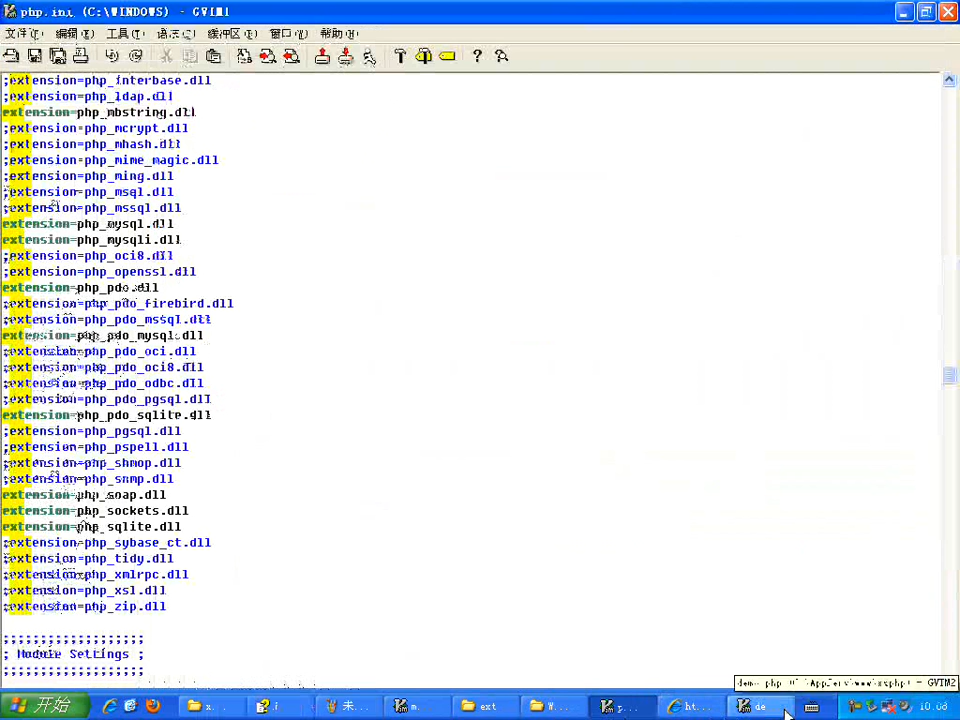 php.ini (C:\WINDOWS) - GVIM1
文件(F) 编辑(E) 工具(T) 语法(S) 缓冲区(B) 窗口(W) 帮助(H)
;extension=php_interbase.dll
;extension=php_ldap.dll
extension=php_mbstring.dll
;extension=php_mcrypt.dll
;extension=php_mhash.dll
;extension=php_mime_magic.dll
;extension=php_ming.dll
;extension=php_msql.dll
;extension=php_mssql.dll
extension=php_mysql.dll
extension=php_mysqli.dll
;extension=php_oci8.dll
;extension=php_openssl.dll
extension=php_pdo.dll
;extension=php_pdo_firebird.dll
;extension=php_pdo_mssql.dll
extension=php_pdo_mysql.dll
;extension=php_pdo_oci.dll
;extension=php_pdo_oci8.dll
;extension=php_pdo_odbc.dll
;extension=php_pdo_pgsql.dll
extension=php_pdo_sqlite.dll
;extension=php_pgsql.dll
;extension=php_pspell.dll
;extension=php_shmop.dll
;extension=php_snmp.dll
extension=php_soap.dll
extension=php_sockets.dll
extension=php_sqlite.dll
;extension=php_sybase_ct.dll
;extension=php_tidy.dll
;extension=php_xmlrpc.dll
;extension=php_xsl.dll
;extension=php_zip.dll
;;;;;;;;;;;;;;;;;;;
; Module Settings ;
;;;;;;;;;;;;;;;;;;;
demo.php - GVIM2
开始 x... i 未... m. ext W... p... ht... de 10:08